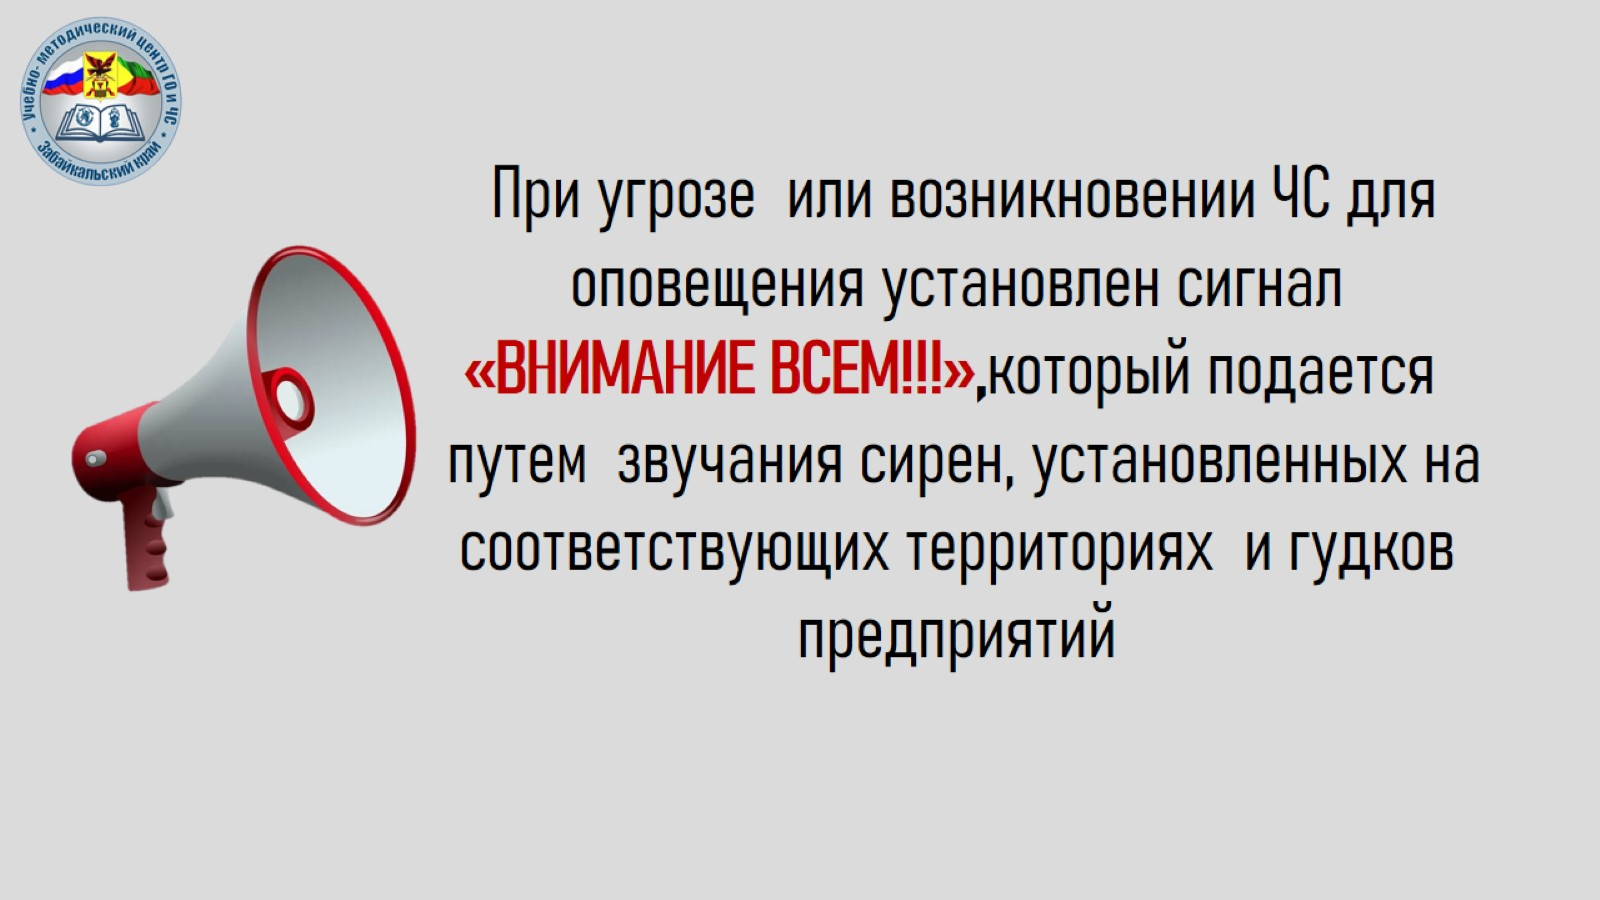 Учебно- методический центр ГО и ЧС
Забайкальский край
При угрозе  или возникновении ЧС для
оповещения установлен сигнал
«ВНИМАНИЕ ВСЕМ!!!»,который подается
путем  звучания сирен, установленных на
соответствующих территориях  и гудков
предприятий